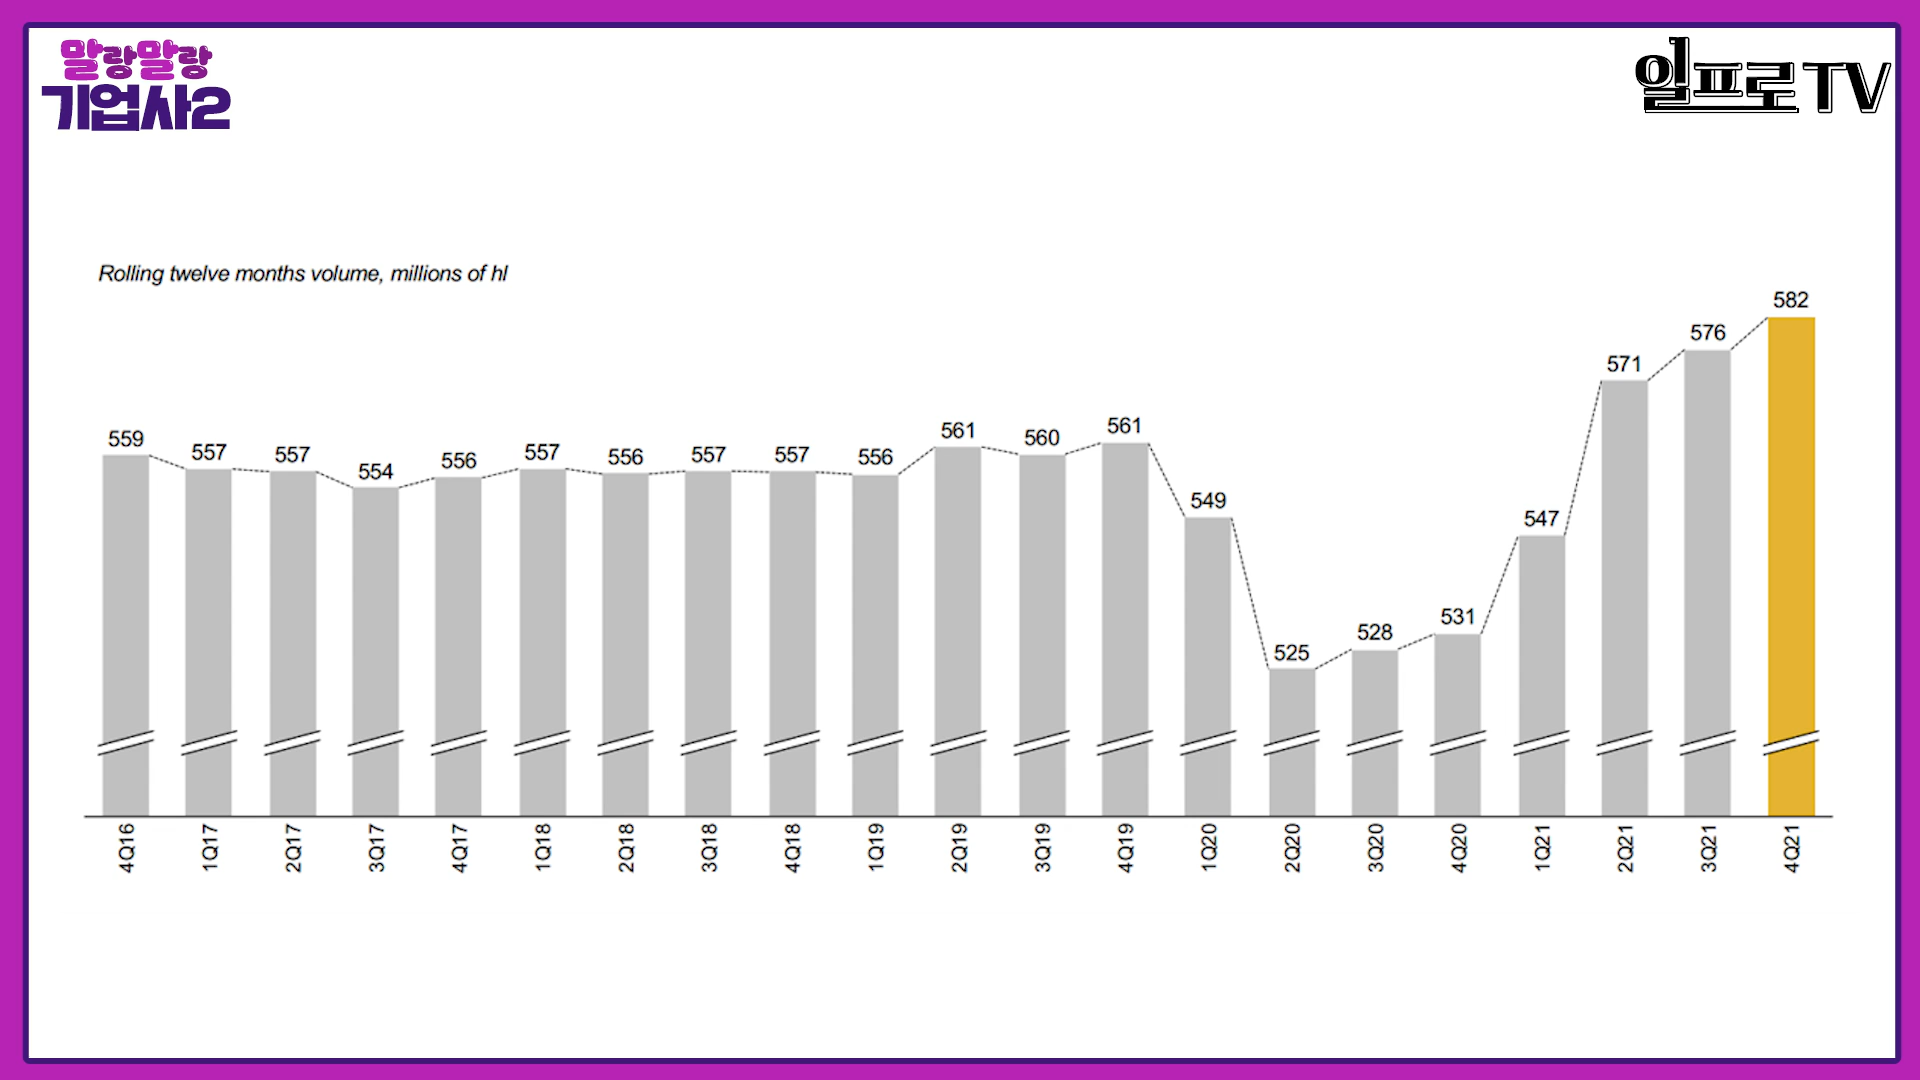 말랑말랑
기업사2
일프로TV
Rolling twelve months volume, millions of hl
559 557 557 554 556 557 556 557 557 556 561 560 561 549 525 528 531 547 571 576 582
4Q16 1Q17 2Q17 3Q17 4Q17 1Q18 2Q18 3Q18 4Q18 1Q19 2Q19 3Q19 4Q19 1Q20 2Q20 3Q20 4Q20 1Q21 2Q21 3Q21 4Q21